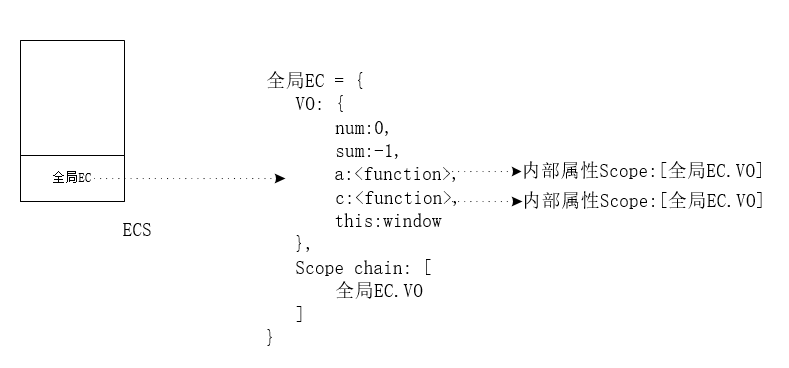 全局EC = {
VO: {
num:0,
sum:-1,
a:<function>, 内部属性Scope:[全局EC.VO]
全局EC
c:<function>, 内部属性Scope:[全局EC.VO]
this:window
ECS
},
Scope chain: [
全局EC.VO
]
}